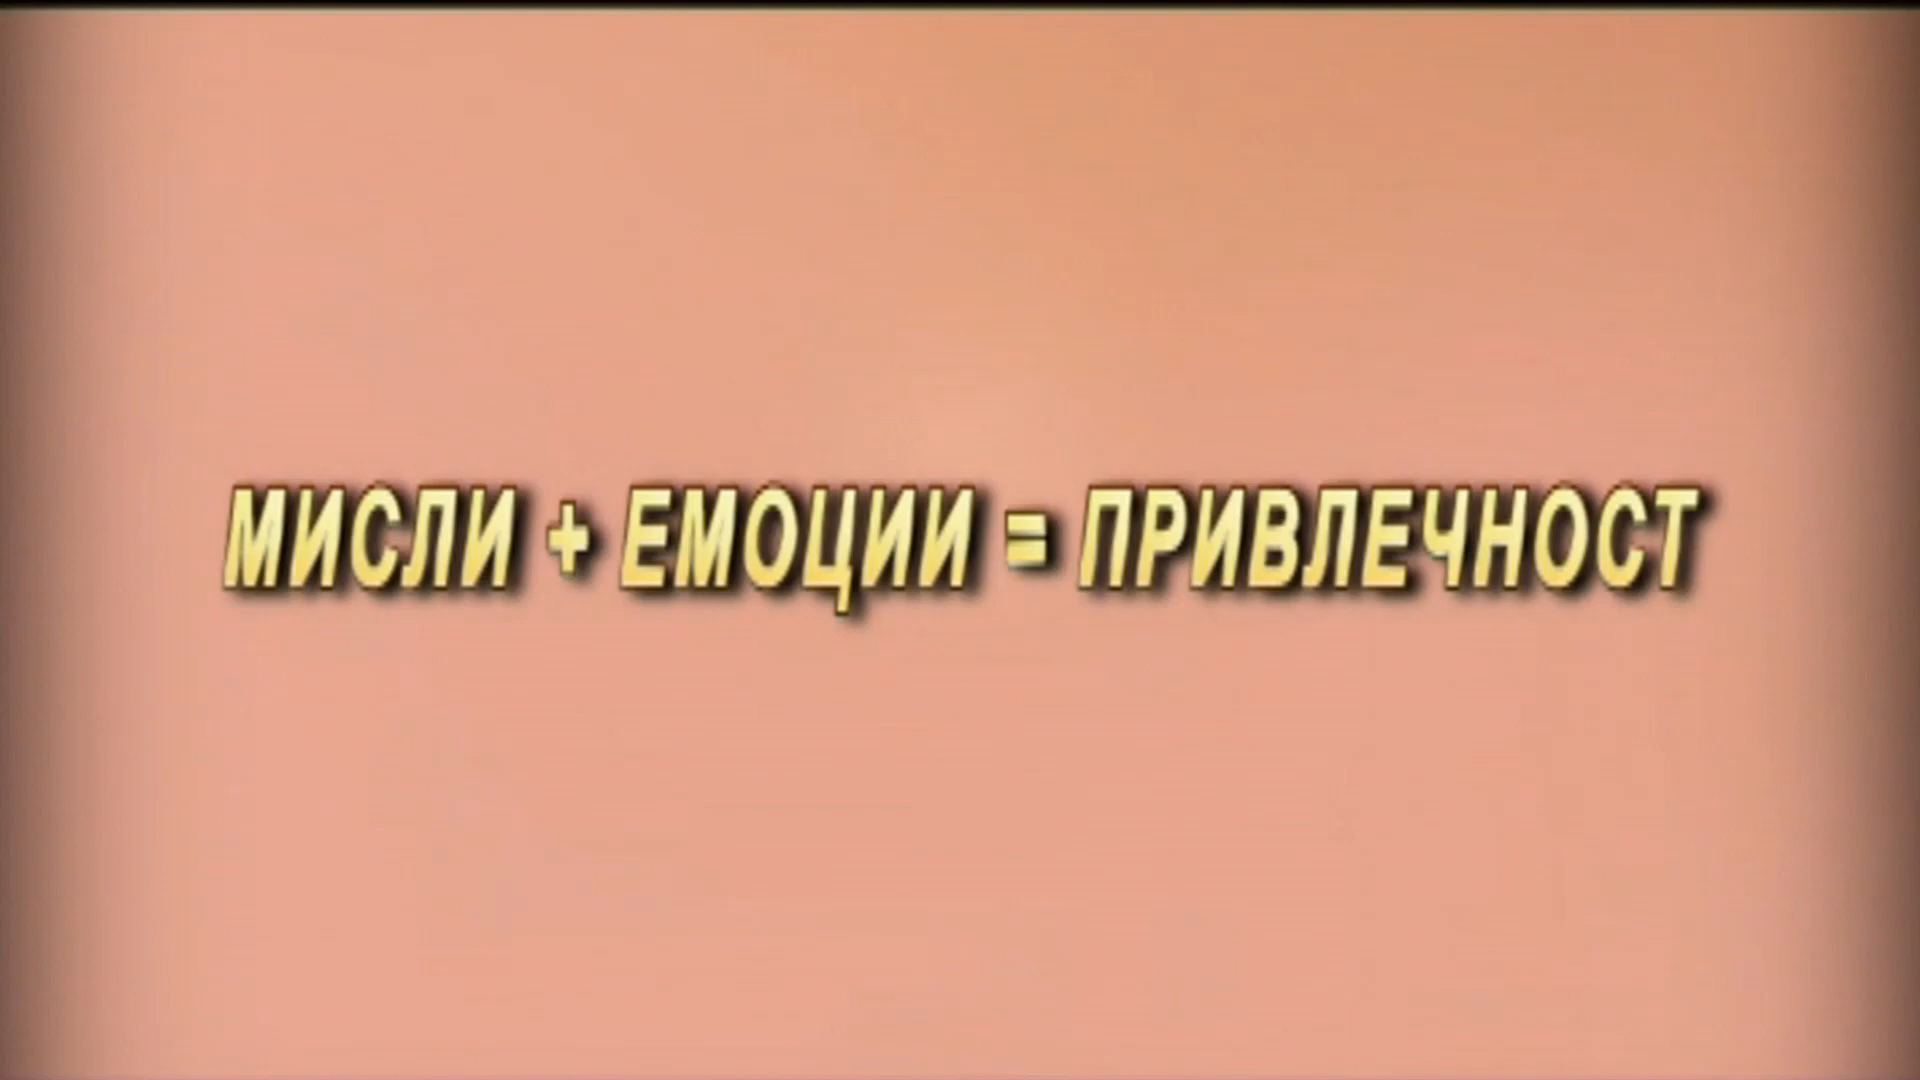 МИСЛИ + ЕМОЦИИ = ПРИВЛЕЧНОСТ